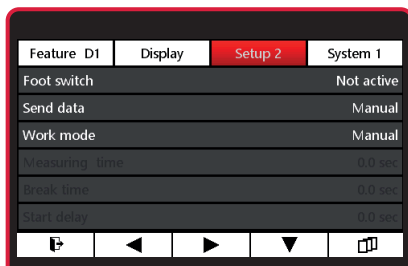 Feature D1 Display Setup 2 System 1
Foot switch Not active
Send data Manual
Work mode Manual
Measuring time 0.0 sec
Break time 0.0 sec
Start delay 0.0 sec